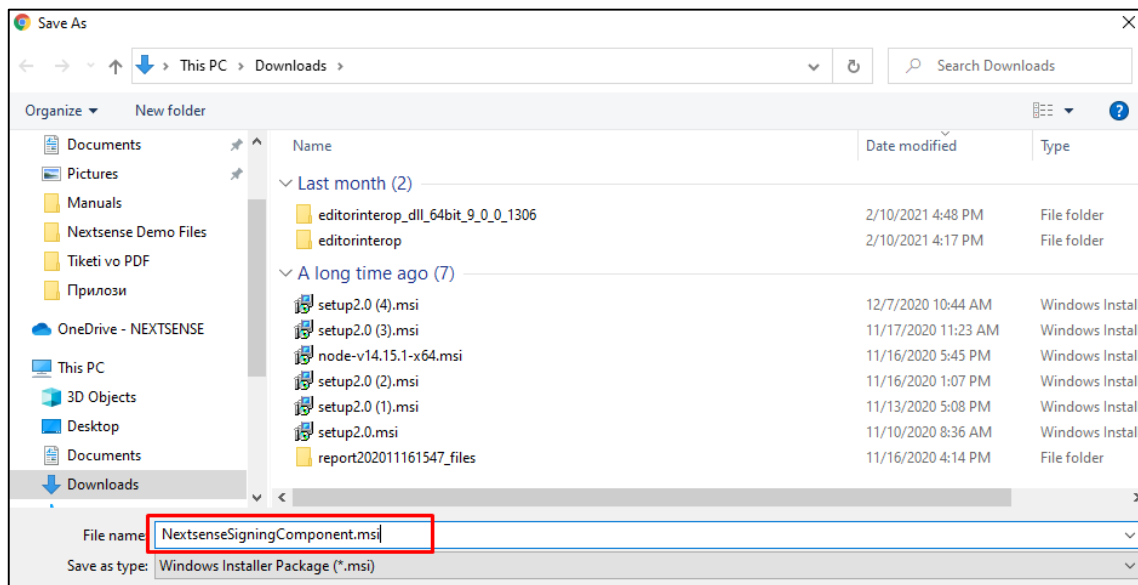 Save As
This PC > Downloads >
Search Downloads
Organize
New folder
Documents
Pictures
Manuals
Nextsense Demo Files
Tiketi vo PDF
Прилози
OneDrive - NEXTSENSE
This PC
3D Objects
Desktop
Documents
Downloads
Name Date modified Type
Last month (2)
editorinterop_dll_64bit_9_0_0_1306 2/10/2021 4:48 PM File folder
editorinterop 2/10/2021 4:17 PM File folder
A long time ago (7)
setup2.0 (4).msi 12/7/2020 10:44 AM Windows Instal
setup2.0 (3).msi 11/17/2020 11:23 AM Windows Instal
node-v14.15.1-x64.msi 11/16/2020 5:45 PM Windows Instal
setup2.0 (2).msi 11/16/2020 1:07 PM Windows Instal
setup2.0 (1).msi 11/13/2020 5:08 PM Windows Instal
setup2.0.msi 11/10/2020 8:36 AM Windows Instal
report202011161547_files 11/16/2020 4:14 PM File folder
File name: NextsenseSigningComponent.msi
Save as type: Windows Installer Package (*.msi)